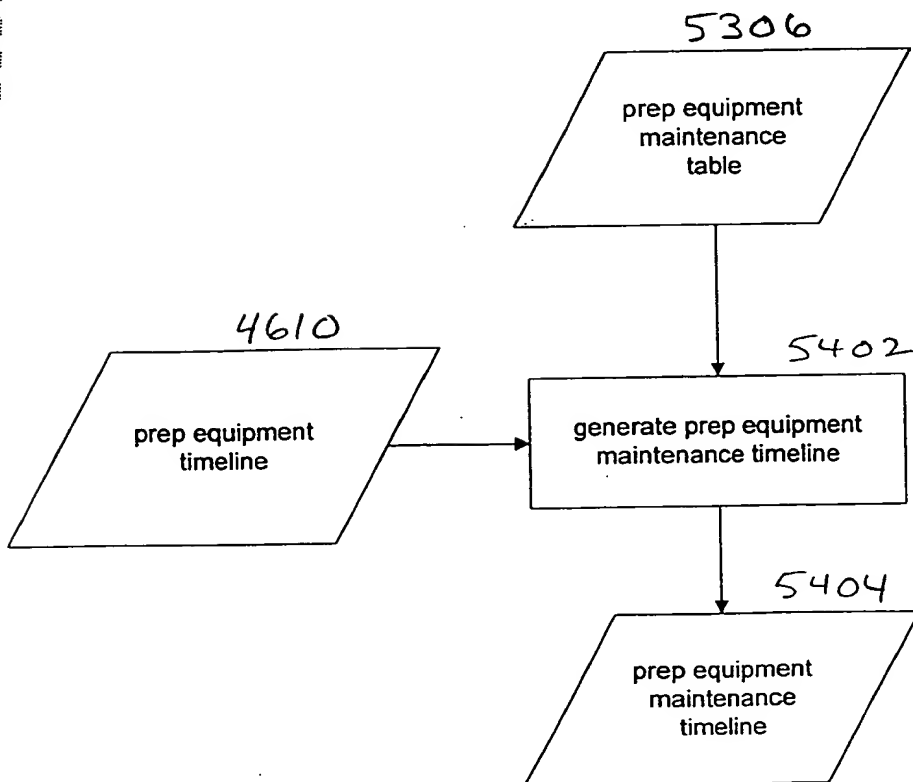 5306
prep equipment
maintenance
table
4610
prep equipment
timeline
5402
generate prep equipment
maintenance timeline
5404
prep equipment
maintenance
timeline